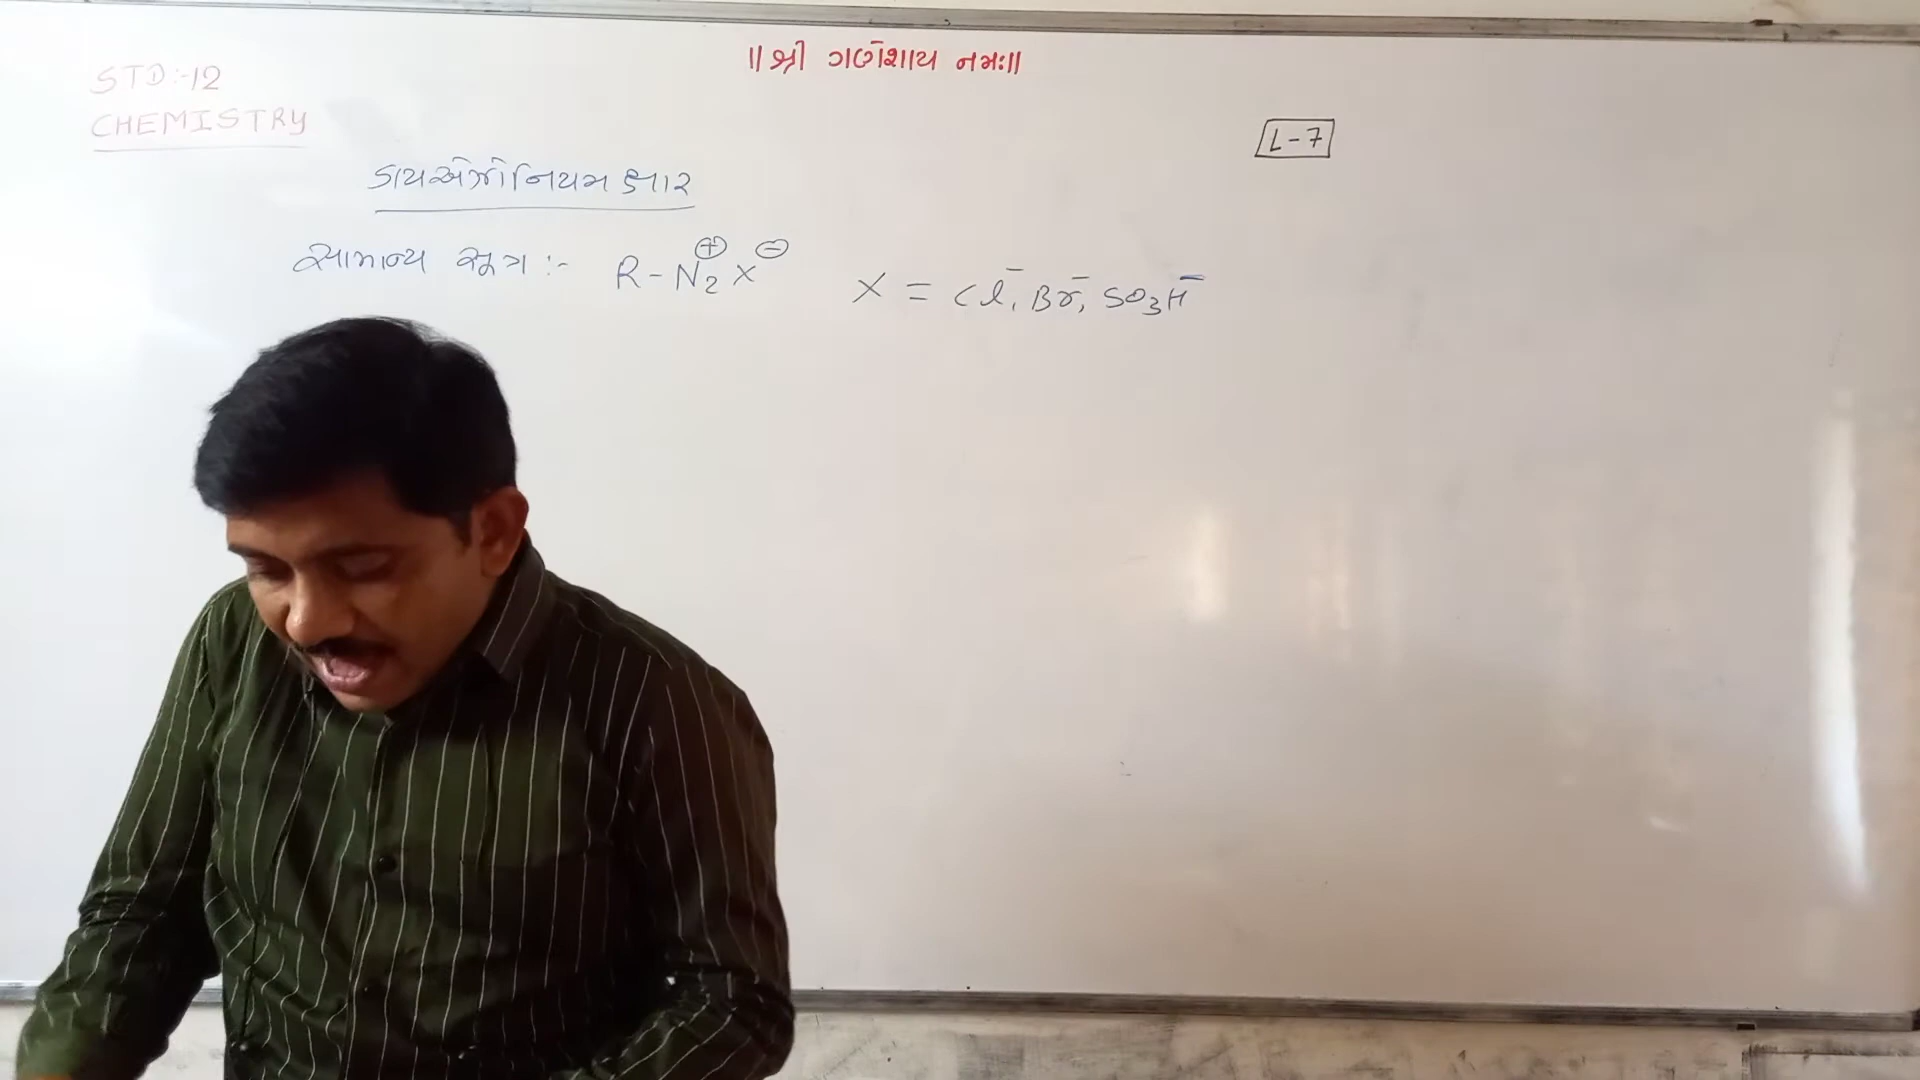 ॥ શ્રી ગણેશાય નમઃ॥
STD:-12
CHEMISTRY
L-7
ડાયએઝોનિયમ ક્ષાર
સામાન્ય સૂત્ર :- R-N₂⊕X⊖ X = Cl⁻, Br⁻, SO₃H⁻